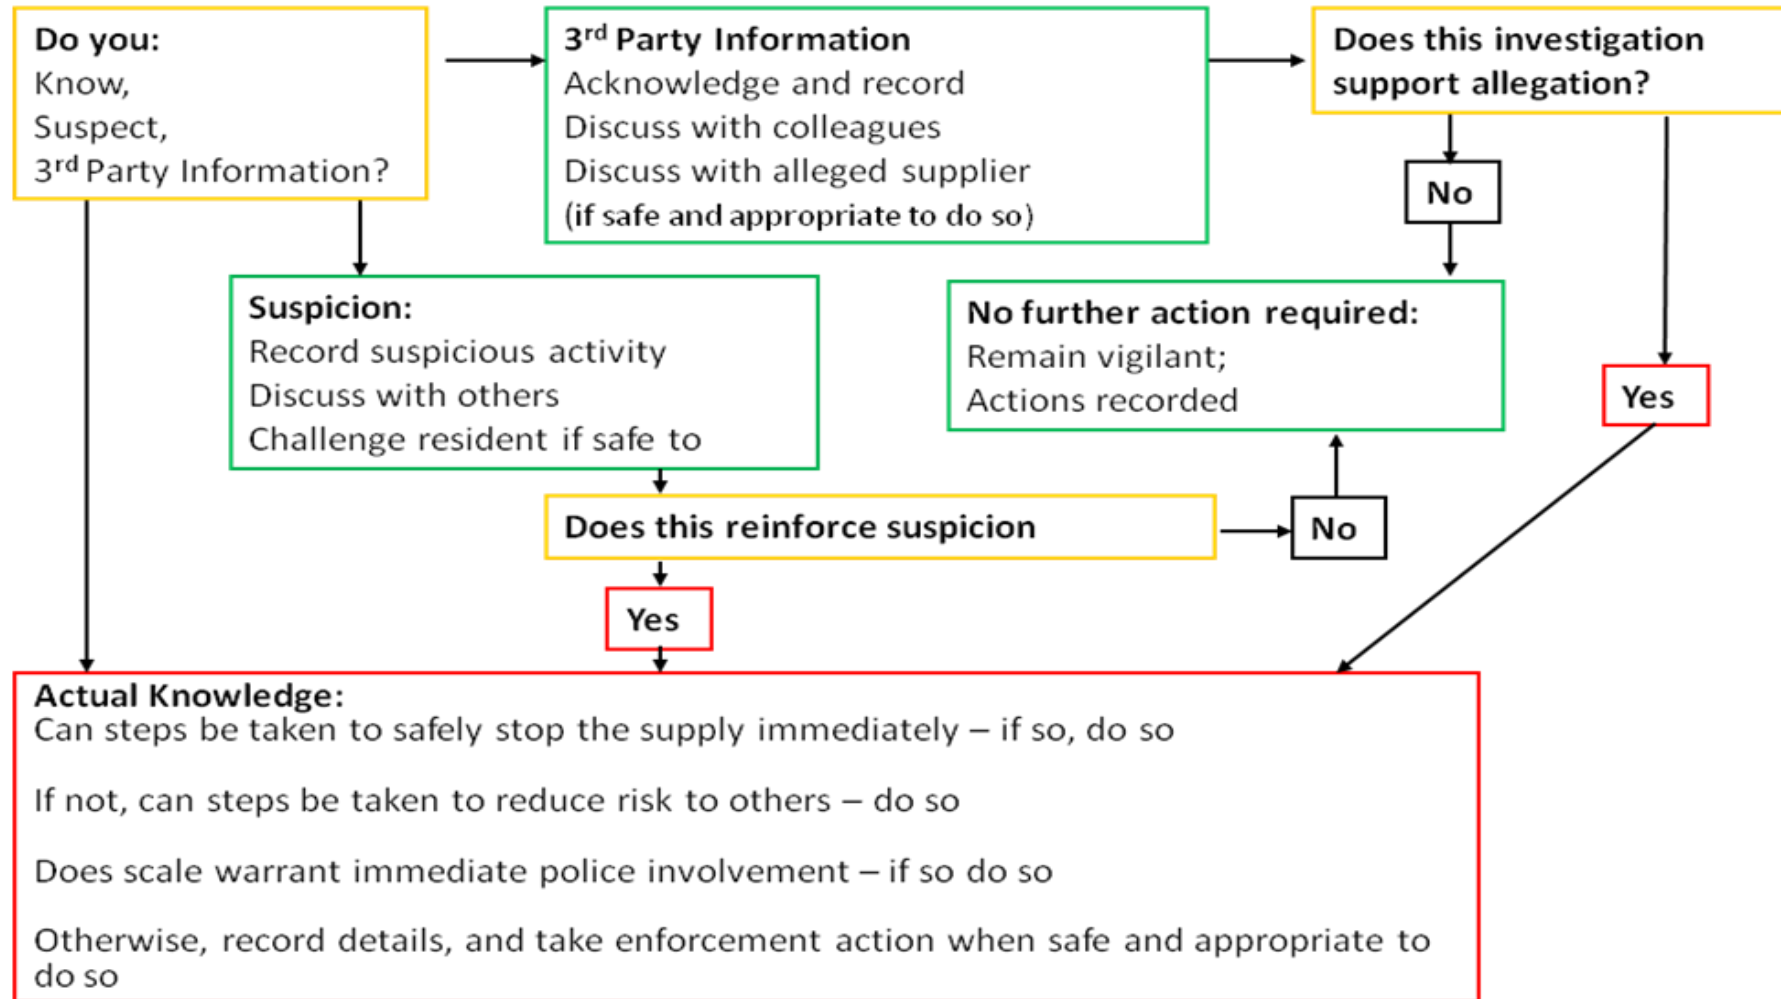 Do you:
Know,
Suspect,
3rd Party Information?
3rd Party Information
Acknowledge and record
Discuss with colleagues
Discuss with alleged supplier
(if safe and appropriate to do so)
Does this investigation
support allegation?
No
Suspicion:
Record suspicious activity
Discuss with others
Challenge resident if safe to
No further action required:
Remain vigilant;
Actions recorded
Yes
Does this reinforce suspicion
No
Yes
Actual Knowledge:
Can steps be taken to safely stop the supply immediately – if so, do so
If not, can steps be taken to reduce risk to others – do so
Does scale warrant immediate police involvement – if so do so
Otherwise, record details, and take enforcement action when safe and appropriate to
do so